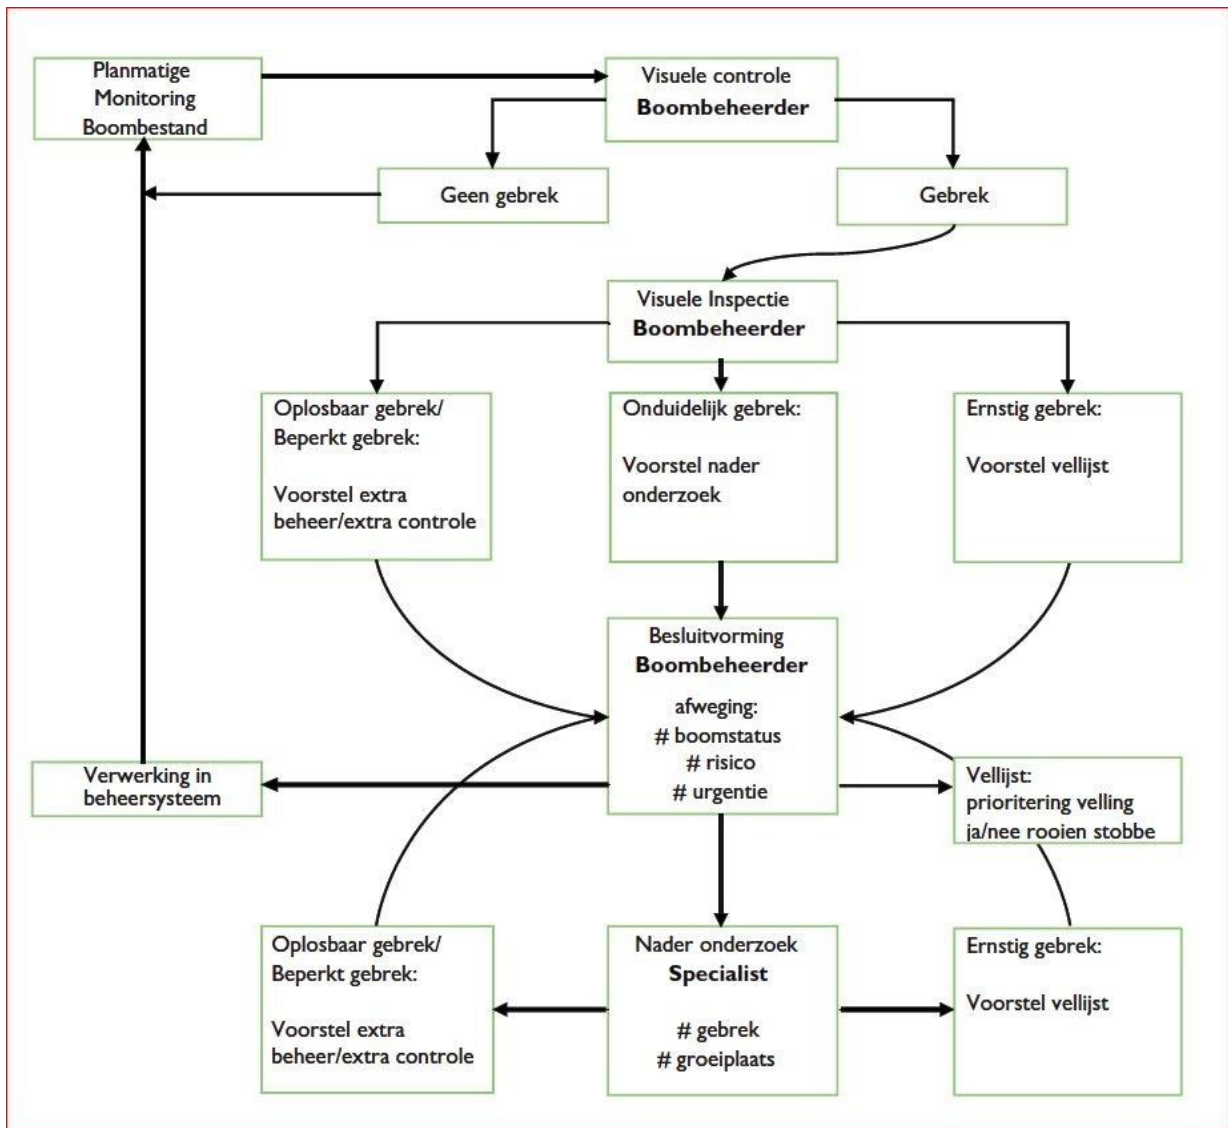 Planmatige
Monitoring
Boombestand
Visuele controle
Boombeheerder
Geen gebrek
Gebrek
Visuele Inspectie
Boombeheerder
Oplosbaar gebrek/
Beperkt gebrek:
Voorstel extra
beheer/extra controle
Onduidelijk gebrek:
Voorstel nader
onderzoek
Ernstig gebrek:
Voorstel vellijst
Besluitvorming
Boombeheerder
afweging:
# boomstatus
# risico
# urgentie
Verwerking in
beheersysteem
Vellijst:
prioritering velling
ja/nee rooien stobbe
Oplosbaar gebrek/
Beperkt gebrek:
Voorstel extra
beheer/extra controle
Nader onderzoek
Specialist
# gebrek
# groeiplaats
Ernstig gebrek:
Voorstel vellijst